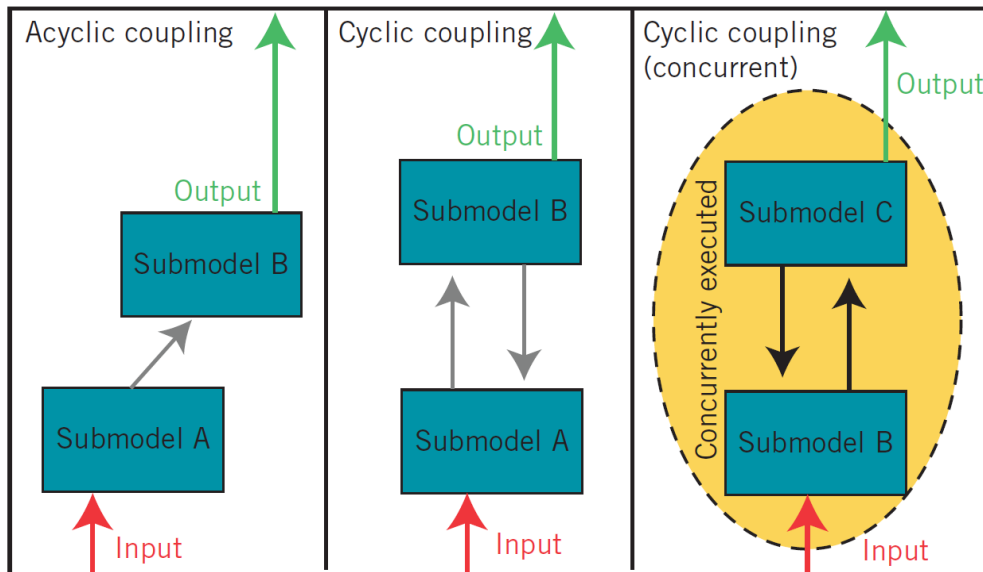 Acyclic coupling
Output
Submodel B
Submodel A
Input
Cyclic coupling
Output
Submodel B
Submodel A
Input
Cyclic coupling
(concurrent)
Output
Submodel C
Concurrently executed
Submodel B
Input